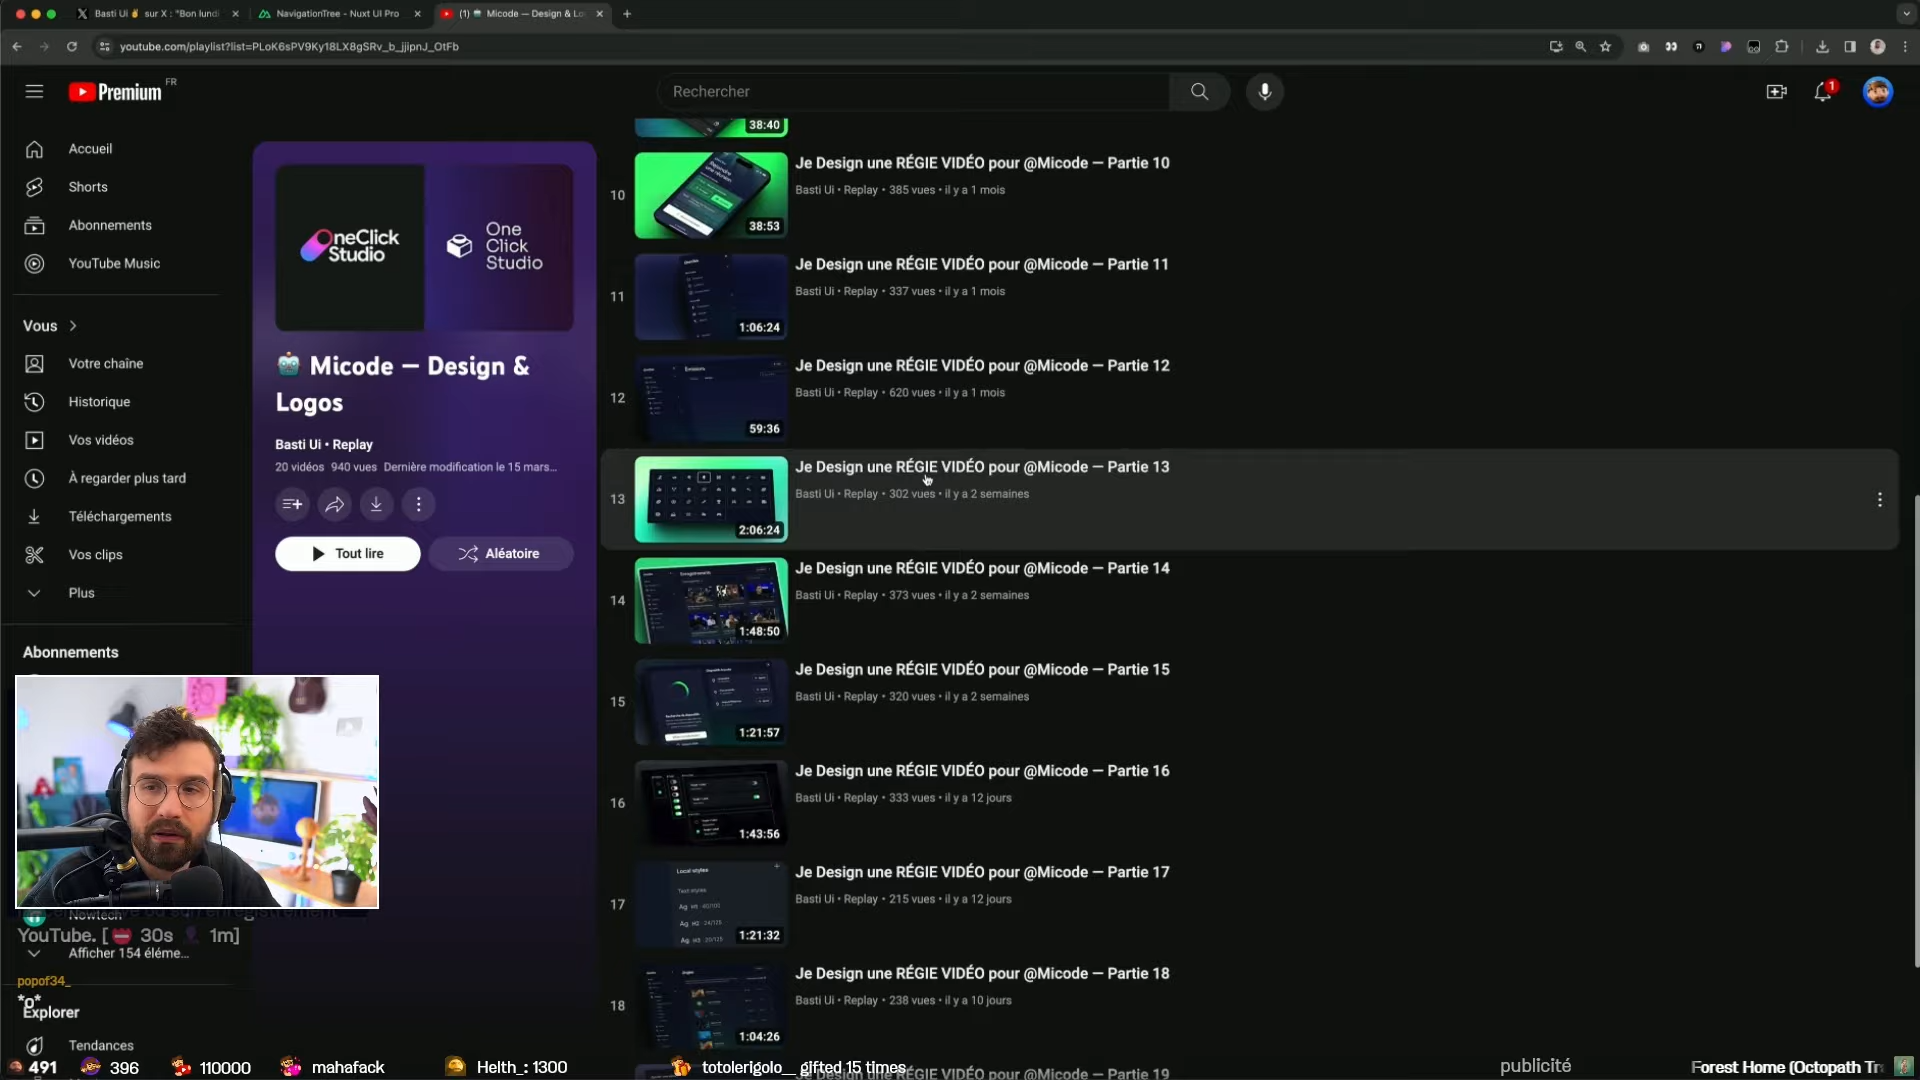 Basti Ui ✌ sur X : "Bon lund
NavigationTree - Nuxt UI Pro
(1) 🤖 Micode — Design & Lo
youtube.com/playlist?list=PLoK6sPV9Ky18LX8gSRv_b_jjipnJ_OtFb
Premium
FR
Rechercher
1
Accueil
Shorts
Abonnements
YouTube Music
Vous
Votre chaîne
Historique
Vos vidéos
À regarder plus tard
Téléchargements
Vos clips
Plus
Abonnements
Newtech
Afficher 154 éléme...
Explorer
Tendances
neClick
Studio
One
Click
Studio
🤖 Micode — Design &
Logos
Basti Ui • Replay
20 vidéos 940 vues Dernière modification le 15 mars...
Tout lire
Aléatoire
38:40
10
38:53
Je Design une RÉGIE VIDÉO pour @Micode — Partie 10
Basti Ui • Replay • 385 vues • il y a 1 mois
11
1:06:24
Je Design une RÉGIE VIDÉO pour @Micode — Partie 11
Basti Ui • Replay • 337 vues • il y a 1 mois
12
59:36
Je Design une RÉGIE VIDÉO pour @Micode — Partie 12
Basti Ui • Replay • 620 vues • il y a 1 mois
13
2:06:24
Je Design une RÉGIE VIDÉO pour @Micode — Partie 13
Basti Ui • Replay • 302 vues • il y a 2 semaines
14
1:48:50
Je Design une RÉGIE VIDÉO pour @Micode — Partie 14
Basti Ui • Replay • 373 vues • il y a 2 semaines
15
1:21:57
Je Design une RÉGIE VIDÉO pour @Micode — Partie 15
Basti Ui • Replay • 320 vues • il y a 2 semaines
16
1:43:56
Je Design une RÉGIE VIDÉO pour @Micode — Partie 16
Basti Ui • Replay • 333 vues • il y a 12 jours
17
Local styles
Text styles
1:21:32
Je Design une RÉGIE VIDÉO pour @Micode — Partie 17
Basti Ui • Replay • 215 vues • il y a 12 jours
18
1:04:26
Je Design une RÉGIE VIDÉO pour @Micode — Partie 18
Basti Ui • Replay • 238 vues • il y a 10 jours
Je Design une RÉGIE VIDÉO pour @Micode — Partie 19
YouTube. [ 30s 1m]
popof34_
*o*
491
396
110000
mahafack
Helth_: 1300
totolerigolo__ gifted 15 times
publicité
Forest Home (Octopath Tr